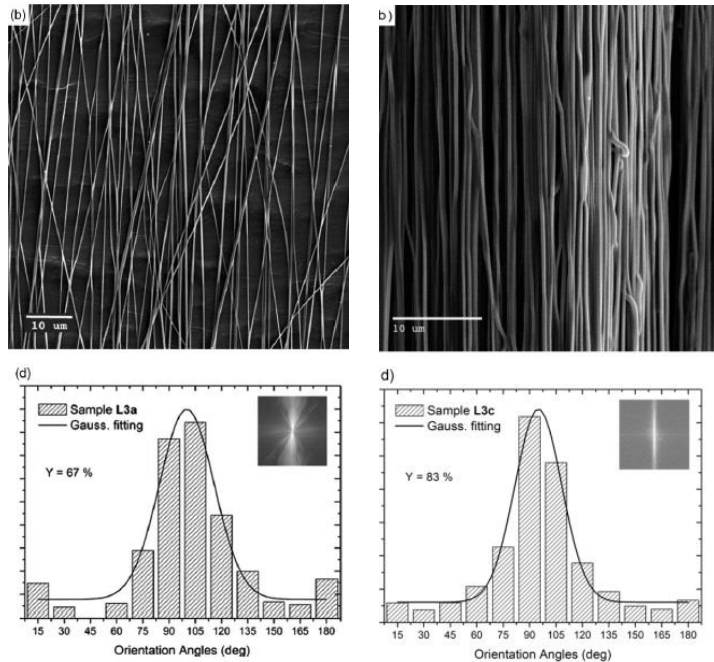 (b)
10 um
b)
10 um
(d)
Sample L3a
Gauss. fitting
Y = 67 %
15 30 45 60 75 90 105 120 135 150 165 180
Orientation Angles (deg)
d)
Sample L3c
Gauss. fitting
Y = 83 %
15 30 45 60 75 90 105 120 135 150 165 180
Orientation Angles (deg)